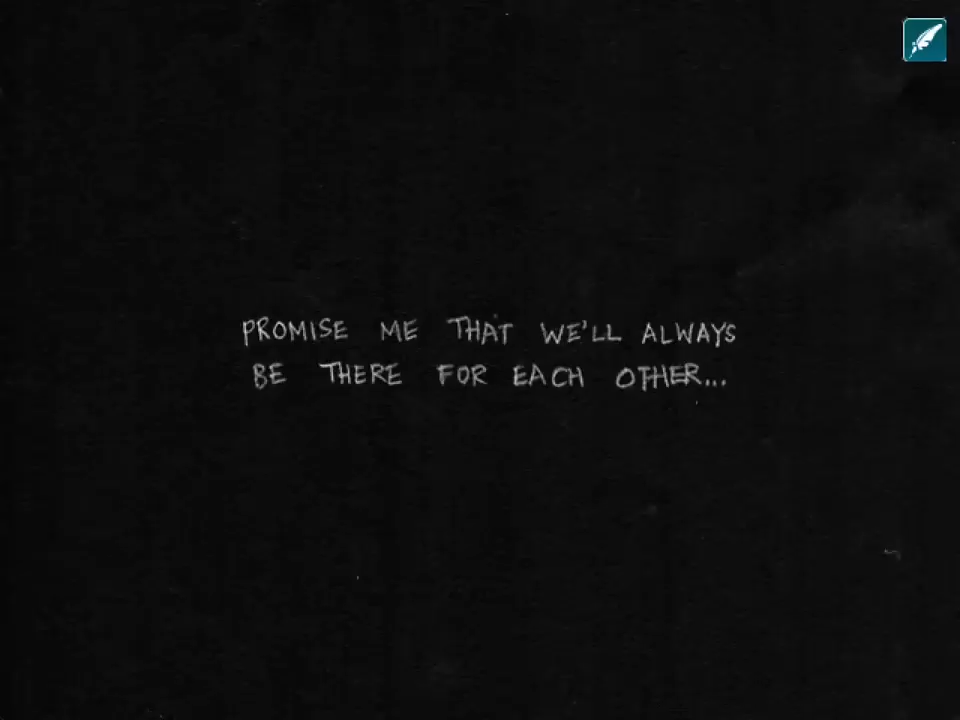 PROMISE ME THAT WE'LL ALWAYS
BE THERE FOR EACH OTHER...